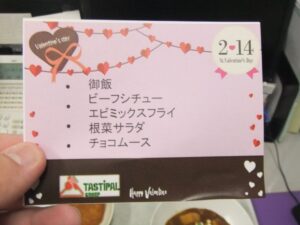 Valentine's day
2 14
St Valentine's Day
御飯
ビーフシチュー
エビミックスフライ
根菜サラダ
チョコムース
TASTIPAL
Happy Valentine